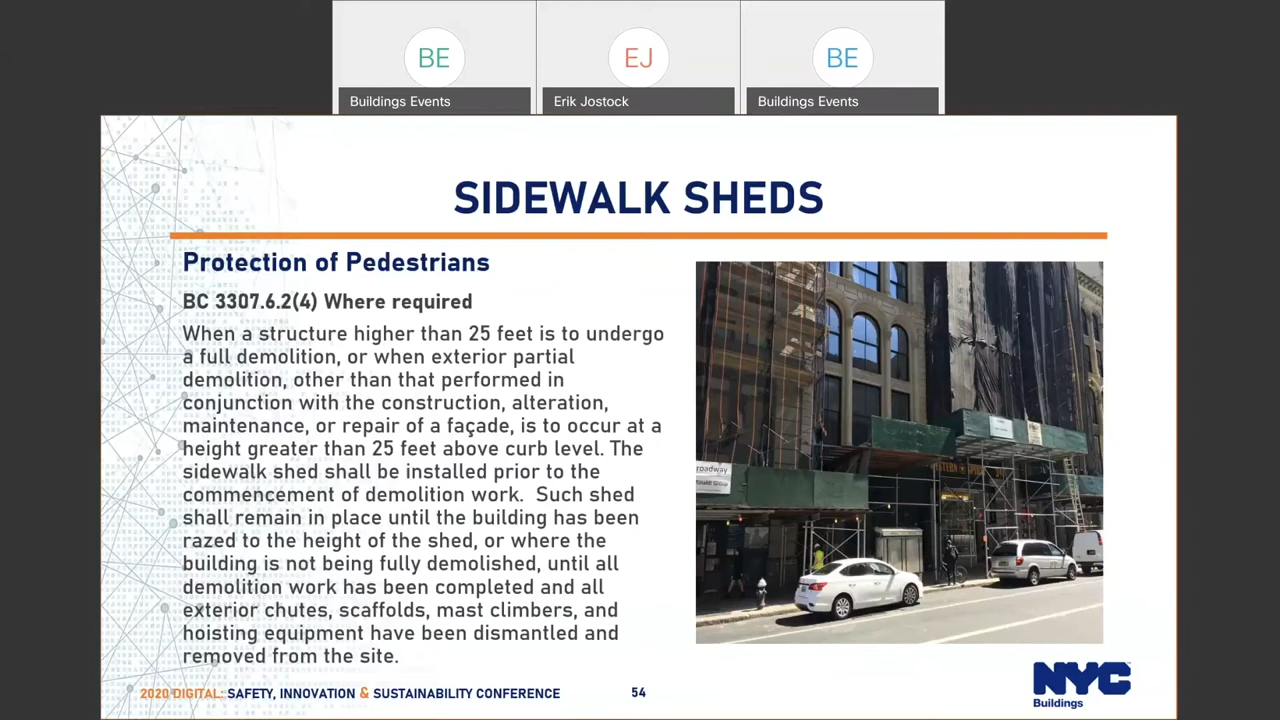 BE
EJ
BE
Buildings Events
Erik Jostock
Buildings Events
SIDEWALK SHEDS
Protection of Pedestrians
BC 3307.6.2(4) Where required
When a structure higher than 25 feet is to undergo
a full demolition, or when exterior partial
demolition, other than that performed in
conjunction with the construction, alteration,
maintenance, or repair of a façade, is to occur at a
height greater than 25 feet above curb level. The
sidewalk shed shall be installed prior to the
commencement of demolition work.  Such shed
shall remain in place until the building has been
razed to the height of the shed, or where the
building is not being fully demolished, until all
demolition work has been completed and all
exterior chutes, scaffolds, mast climbers, and
hoisting equipment have been dismantled and
removed from the site.
roadway
2020 DIGITAL: SAFETY, INNOVATION & SUSTAINABILITY CONFERENCE
54
NYC
Buildings